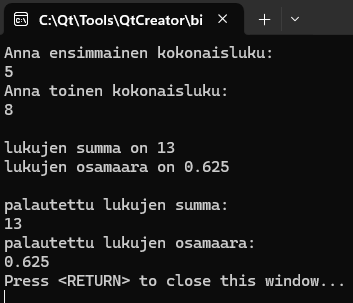 C:\Qt\Tools\QtCreator\bi
Anna ensimmainen kokonaisluku:
5
Anna toinen kokonaisluku:
8
lukujen summa on 13
lukujen osamaara on 0.625
palautettu lukujen summa:
13
palautettu lukujen osamaara:
0.625
Press <RETURN> to close this window...